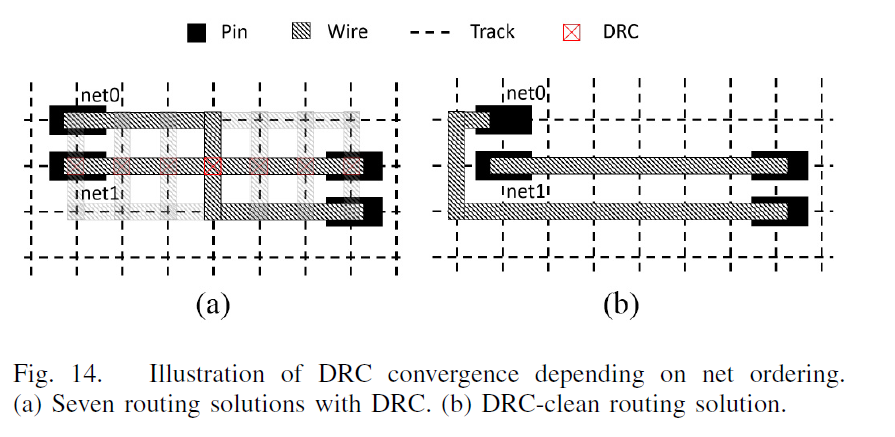 Pin Wire Track DRC
net0 net0
net1 net1
(a) (b)
Fig. 14. Illustration of DRC convergence depending on net ordering.
(a) Seven routing solutions with DRC. (b) DRC-clean routing solution.